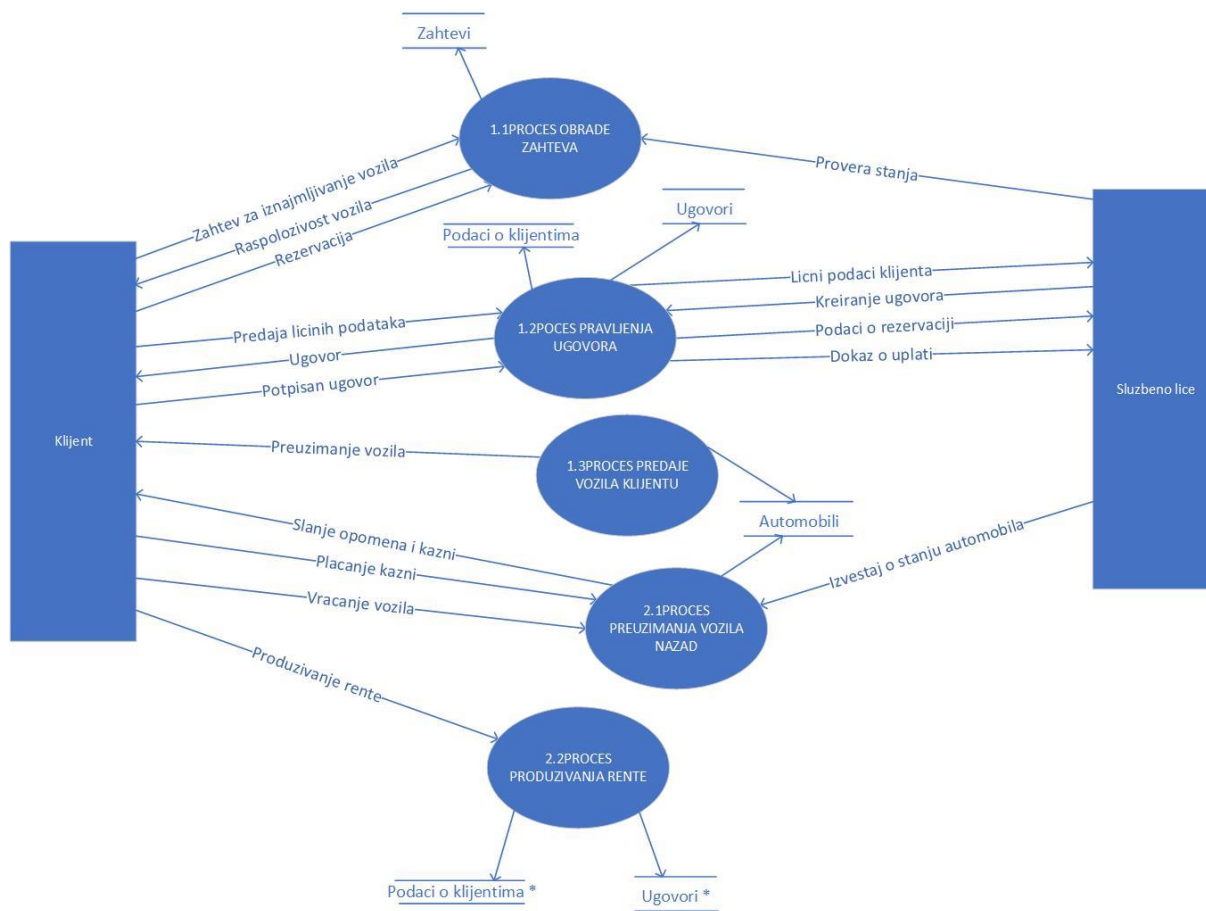 Zahtevi
1.1PROCES OBRADE
ZAHTEVA
Zahtev za iznajmljivanje vozila
Raspolozivost vozila
Rezervacija
Provera stanja
Ugovori
Podaci o klijentima
Licni podaci klijenta
Kreiranje ugovora
Podaci o rezervaciji
Dokaz o uplati
Predaja licinih podataka
Ugovor
Potpisan ugovor
1.2POCES PRAVLJENJA
UGOVORA
Klijent
Sluzbeno lice
Preuzimanje vozila
1.3PROCES PREDAJE
VOZILA KLIJENTU
Automobili
Slanje opomena i kazni
Placanje kazni
Vracanje vozila
Izvestaj o stanju automobila
2.1PROCES
PREUZIMANJA VOZILA
NAZAD
Produzivanje rente
2.2PROCES
PRODUZIVANJA RENTE
Podaci o klijentima *
Ugovori *